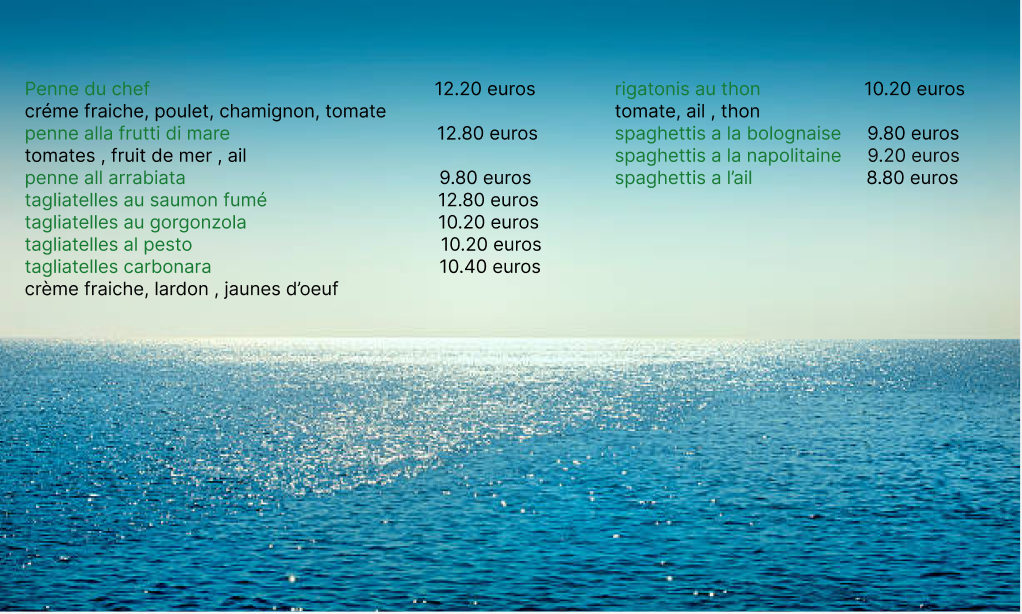 Penne du chef 12.20 euros
créme fraiche, poulet, chamignon, tomate
penne alla frutti di mare 12.80 euros
tomates , fruit de mer , ail
penne all arrabiata 9.80 euros
tagliatelles au saumon fumé 12.80 euros
tagliatelles au gorgonzola 10.20 euros
tagliatelles al pesto 10.20 euros
tagliatelles carbonara 10.40 euros
crème fraiche, lardon , jaunes d’oeuf
rigatonis au thon 10.20 euros
tomate, ail , thon
spaghettis a la bolognaise 9.80 euros
spaghettis a la napolitaine 9.20 euros
spaghettis a l’ail 8.80 euros